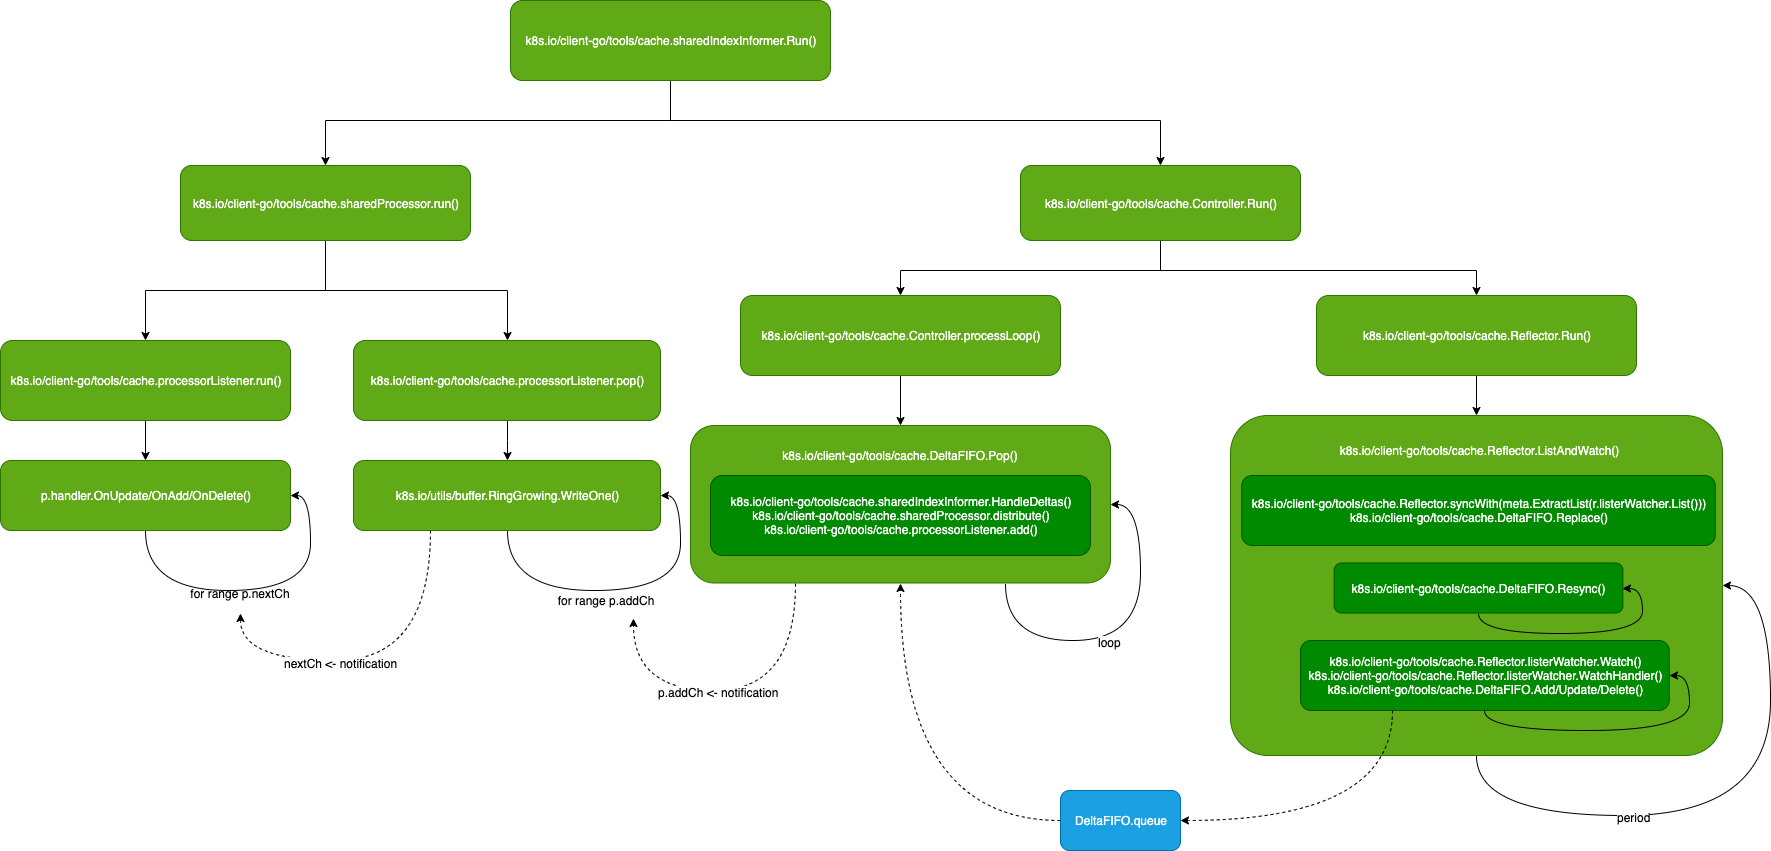 k8s.io/client-go/tools/cache.sharedIndexInformer.Run()
k8s.io/client-go/tools/cache.sharedProcessor.run()
k8s.io/client-go/tools/cache.Controller.Run()
k8s.io/client-go/tools/cache.Controller.processLoop()
k8s.io/client-go/tools/cache.Reflector.Run()
k8s.io/client-go/tools/cache.processorListener.run()
k8s.io/client-go/tools/cache.processorListener.pop()
k8s.io/client-go/tools/cache.DeltaFIFO.Pop()
k8s.io/client-go/tools/cache.Reflector.ListAndWatch()
p.handler.OnUpdate/OnAdd/OnDelete()
k8s.io/utils/buffer.RingGrowing.WriteOne()
k8s.io/client-go/tools/cache.sharedIndexInformer.HandleDeltas()
k8s.io/client-go/tools/cache.sharedProcessor.distribute()
k8s.io/client-go/tools/cache.processorListener.add()
k8s.io/client-go/tools/cache.Reflector.syncWith(meta.ExtractList(r.listerWatcher.List()))
k8s.io/client-go/tools/cache.DeltaFIFO.Replace()
k8s.io/client-go/tools/cache.DeltaFIFO.Resync()
for range p.nextCh
for range p.addCh
loop
k8s.io/client-go/tools/cache.Reflector.listerWatcher.Watch()
k8s.io/client-go/tools/cache.Reflector.listerWatcher.WatchHandler()
k8s.io/client-go/tools/cache.DeltaFIFO.Add/Update/Delete()
nextCh <- notification
p.addCh <- notification
DeltaFIFO.queue
period